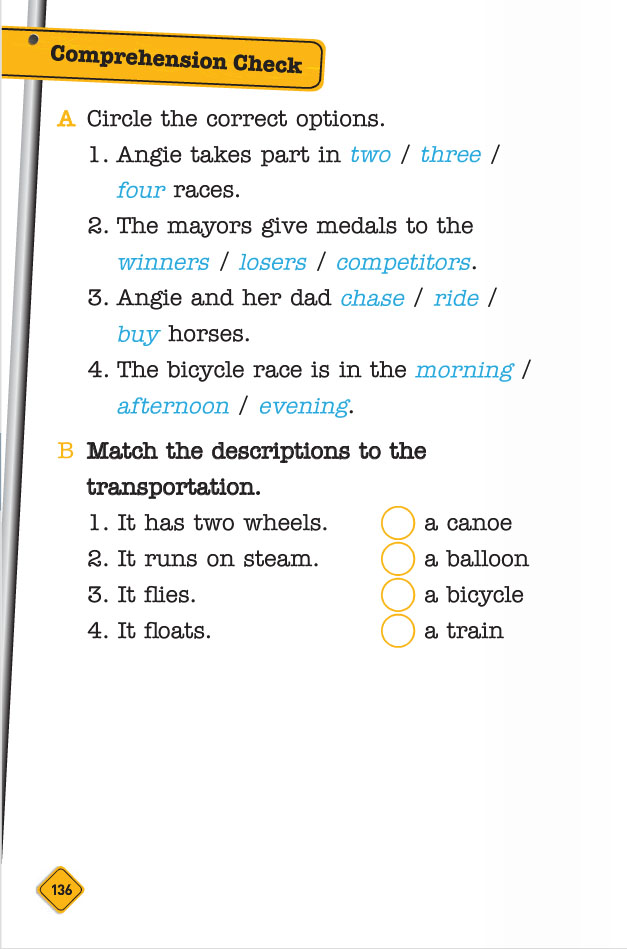 Comprehension Check
A Circle the correct options.
1. Angie takes part in two / three /
four races.
2. The mayors give medals to the
winners / losers / competitors.
3. Angie and her dad chase / ride /
buy horses.
4. The bicycle race is in the morning /
afternoon / evening.
B Match the descriptions to the
transportation.
1. It has two wheels. a canoe
2. It runs on steam. a balloon
3. It flies. a bicycle
4. It floats. a train
136